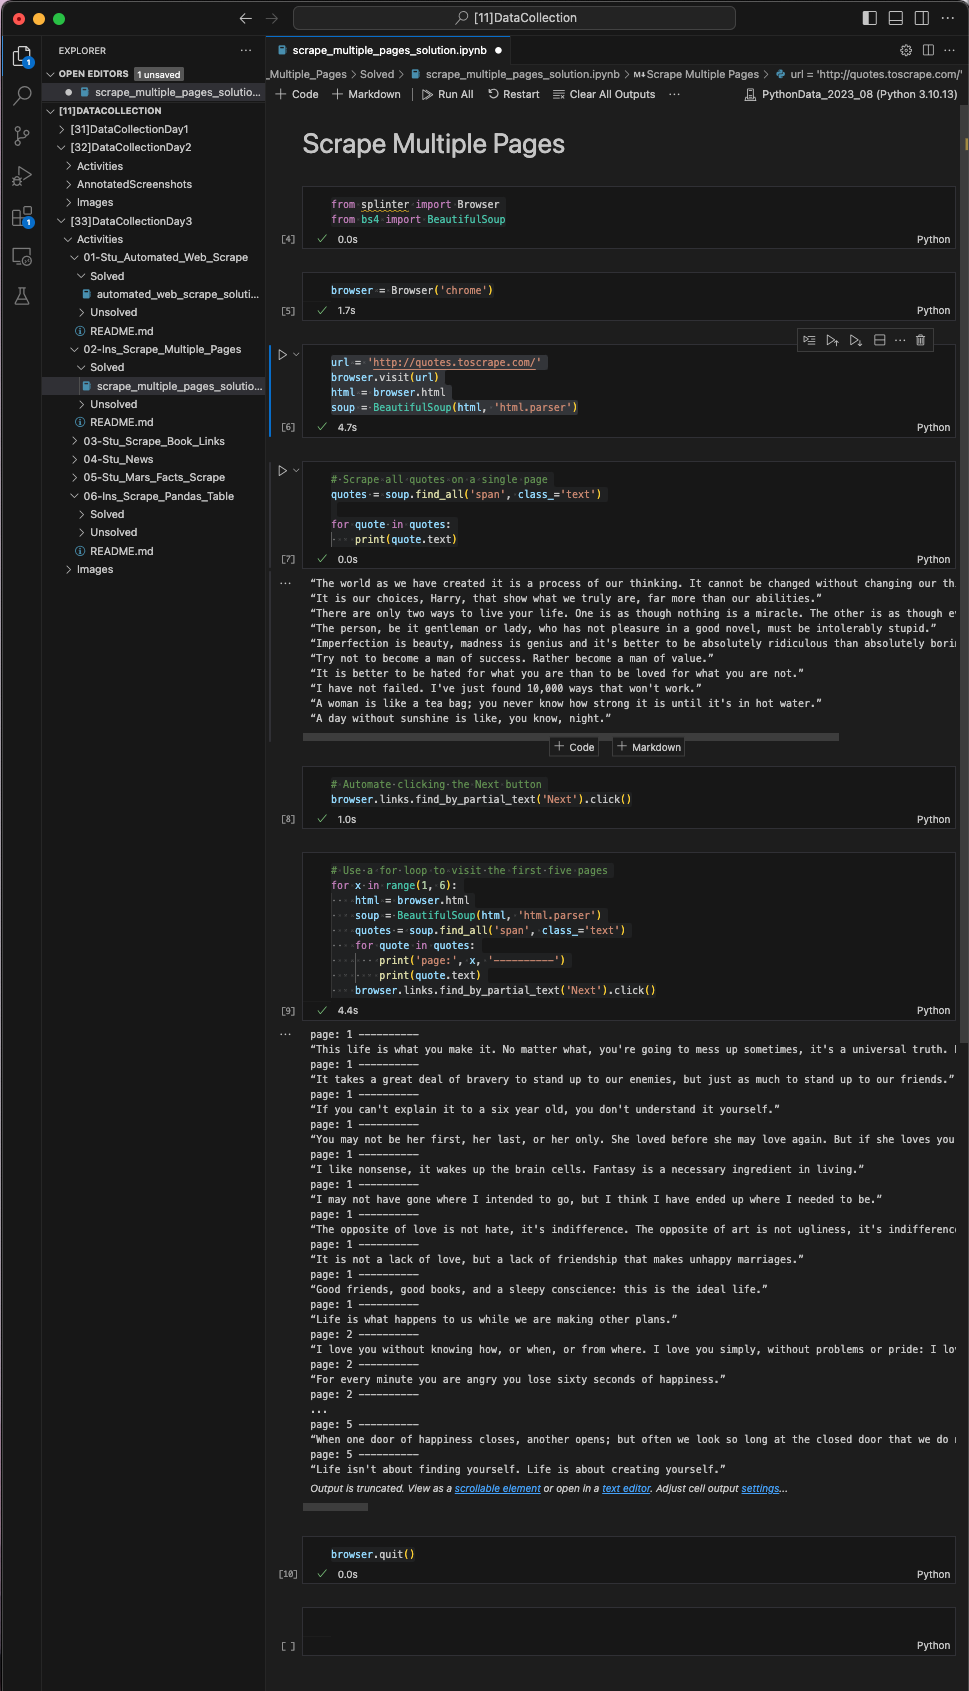 [11]DataCollection
EXPLORER
OPEN EDITORS 1 unsaved
scrape_multiple_pages_solutio...
[11]DATACOLLECTION
[31]DataCollectionDay1
[32]DataCollectionDay2
Activities
AnnotatedScreenshots
Images
[33]DataCollectionDay3
Activities
01-Stu_Automated_Web_Scrape
Solved
automated_web_scrape_soluti...
Unsolved
README.md
02-Ins_Scrape_Multiple_Pages
Solved
scrape_multiple_pages_solutio...
Unsolved
README.md
03-Stu_Scrape_Book_Links
04-Stu_News
05-Stu_Mars_Facts_Scrape
06-Ins_Scrape_Pandas_Table
Solved
Unsolved
README.md
Images
1
1
scrape_multiple_pages_solution.ipynb
_Multiple_Pages > Solved > scrape_multiple_pages_solution.ipynb > M↓Scrape Multiple Pages > url = 'http://quotes.toscrape.com/'
+ Code + Markdown | Run All Restart Clear All Outputs ... PythonData_2023_08 (Python 3.10.13)
Scrape Multiple Pages
from splinter import Browser
from bs4 import BeautifulSoup
[4] ✓ 0.0s Python
browser = Browser('chrome')
[5] ✓ 1.7s Python
url = 'http://quotes.toscrape.com/'
browser.visit(url)
html = browser.html
soup = BeautifulSoup(html, 'html.parser')
[6] ✓ 4.7s Python
# Scrape all quotes on a single page
quotes = soup.find_all('span', class_='text')
for quote in quotes:
print(quote.text)
[7] ✓ 0.0s Python
“The world as we have created it is a process of our thinking. It cannot be changed without changing our th
“It is our choices, Harry, that show what we truly are, far more than our abilities.”
“There are only two ways to live your life. One is as though nothing is a miracle. The other is as though e
“The person, be it gentleman or lady, who has not pleasure in a good novel, must be intolerably stupid.”
“Imperfection is beauty, madness is genius and it's better to be absolutely ridiculous than absolutely bori
“Try not to become a man of success. Rather become a man of value.”
“It is better to be hated for what you are than to be loved for what you are not.”
“I have not failed. I've just found 10,000 ways that won't work.”
“A woman is like a tea bag; you never know how strong it is until it's in hot water.”
“A day without sunshine is like, you know, night.”
+ Code + Markdown
# Automate clicking the Next button
browser.links.find_by_partial_text('Next').click()
[8] ✓ 1.0s Python
# Use a for loop to visit the first five pages
for x in range(1, 6):
html = browser.html
soup = BeautifulSoup(html, 'html.parser')
quotes = soup.find_all('span', class_='text')
for quote in quotes:
print('page:', x, '----------')
print(quote.text)
browser.links.find_by_partial_text('Next').click()
[9] ✓ 4.4s Python
page: 1 ----------
“This life is what you make it. No matter what, you're going to mess up sometimes, it's a universal truth.
page: 1 ----------
“It takes a great deal of bravery to stand up to our enemies, but just as much to stand up to our friends.”
page: 1 ----------
“If you can't explain it to a six year old, you don't understand it yourself.”
page: 1 ----------
“You may not be her first, her last, or her only. She loved before she may love again. But if she loves you
page: 1 ----------
“I like nonsense, it wakes up the brain cells. Fantasy is a necessary ingredient in living.”
page: 1 ----------
“I may not have gone where I intended to go, but I think I have ended up where I needed to be.”
page: 1 ----------
“The opposite of love is not hate, it's indifference. The opposite of art is not ugliness, it's indifferenc
page: 1 ----------
“It is not a lack of love, but a lack of friendship that makes unhappy marriages.”
page: 1 ----------
“Good friends, good books, and a sleepy conscience: this is the ideal life.”
page: 1 ----------
“Life is what happens to us while we are making other plans.”
page: 2 ----------
“I love you without knowing how, or when, or from where. I love you simply, without problems or pride: I lo
page: 2 ----------
“For every minute you are angry you lose sixty seconds of happiness.”
page: 2 ----------
...
page: 5 ----------
“When one door of happiness closes, another opens; but often we look so long at the closed door that we do
page: 5 ----------
“Life isn't about finding yourself. Life is about creating yourself.”
Output is truncated. View as a scrollable element or open in a text editor. Adjust cell output settings...
browser.quit()
[10] ✓ 0.0s Python
[ ] Python